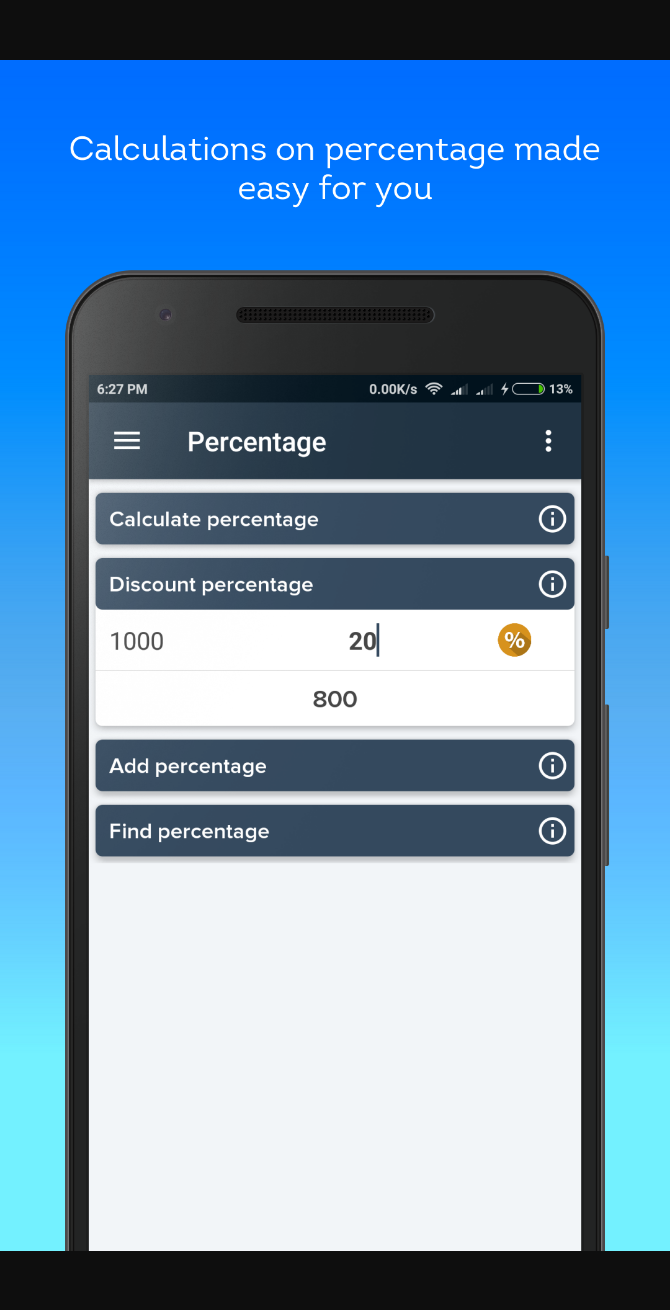 Calculations on percentage made
easy for you
6:27 PM 0.00K/s 13%
Percentage
Calculate percentage
Discount percentage
1000 20 %
800
Add percentage
Find percentage